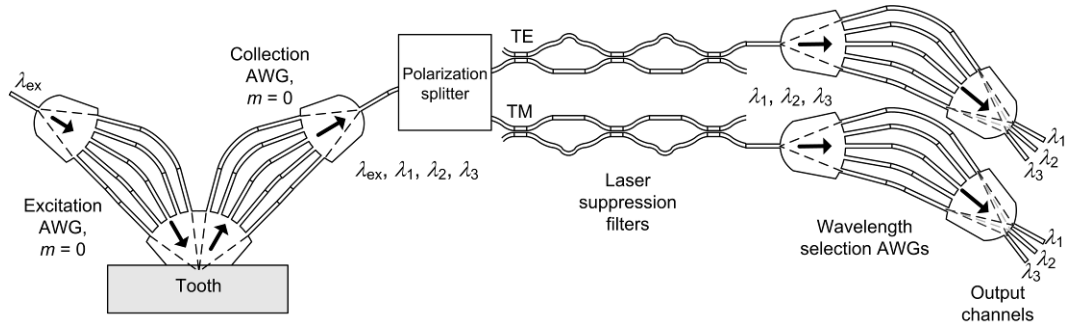 λex
Excitation
AWG,
m = 0
Tooth
Collection
AWG,
m = 0
λex, λ1, λ2, λ3
Polarization
splitter
TE
TM
Laser
suppression
filters
λ1, λ2, λ3
Wavelength
selection AWGs
λ1
λ2
λ3
λ1
λ2
λ3
Output
channels